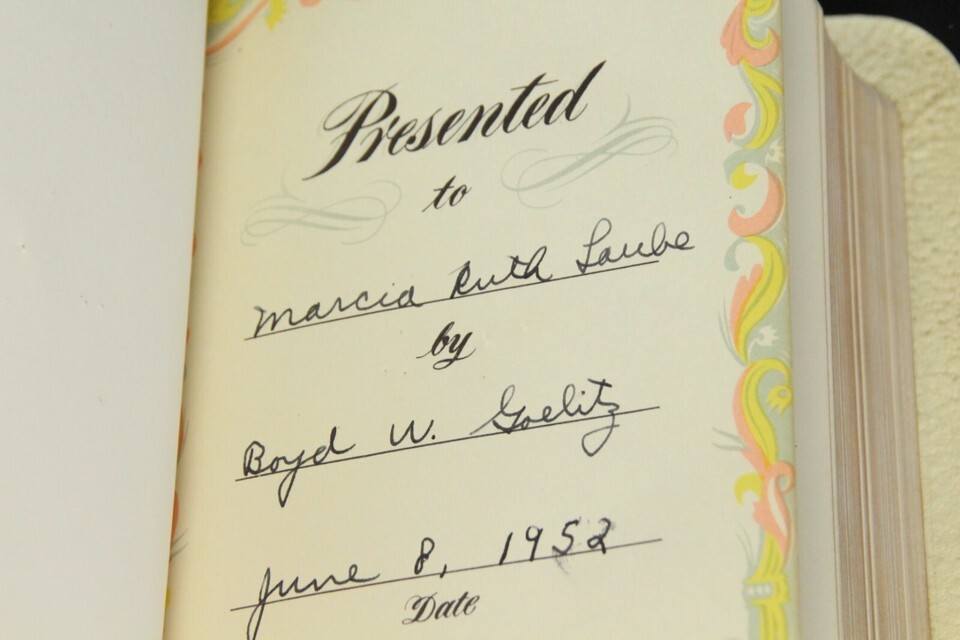 Presented
to
Marcia Ruth Laube
by
Boyd W. Goelitz
June 8, 1952
Date